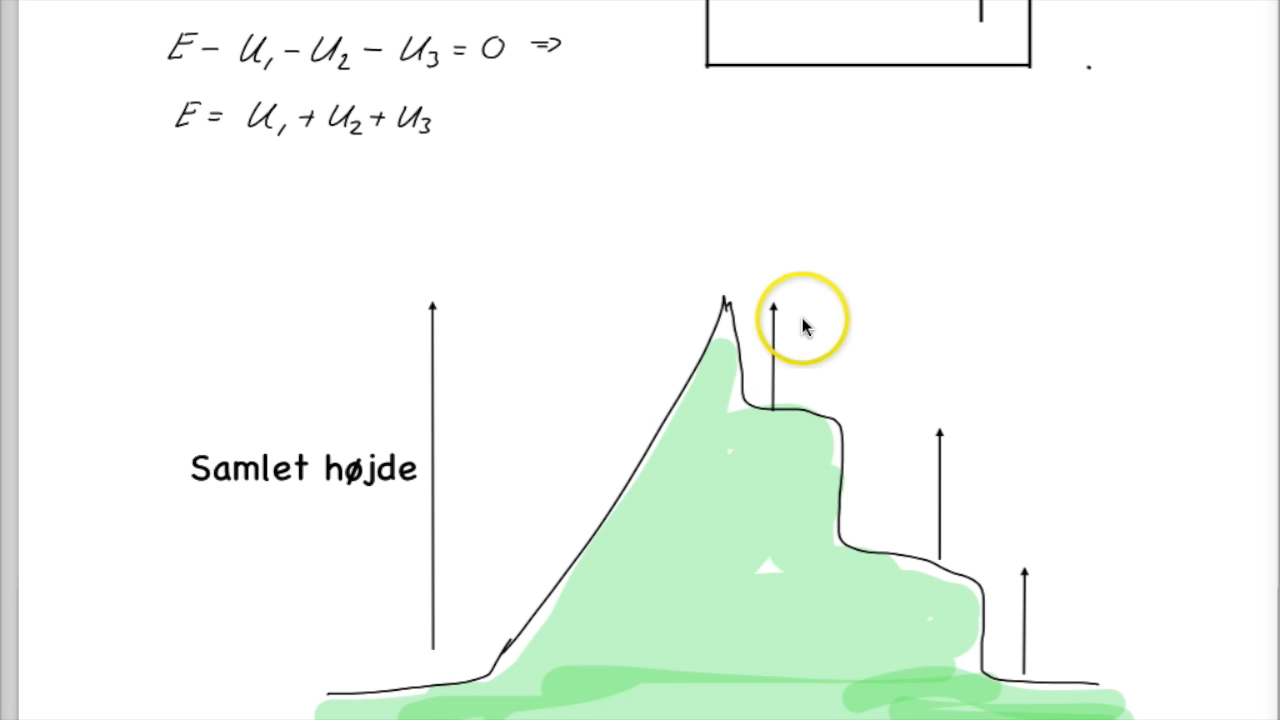 E - U₁ - U₂ - U₃ = 0 ⇒
E = U₁ + U₂ + U₃
Samlet højde